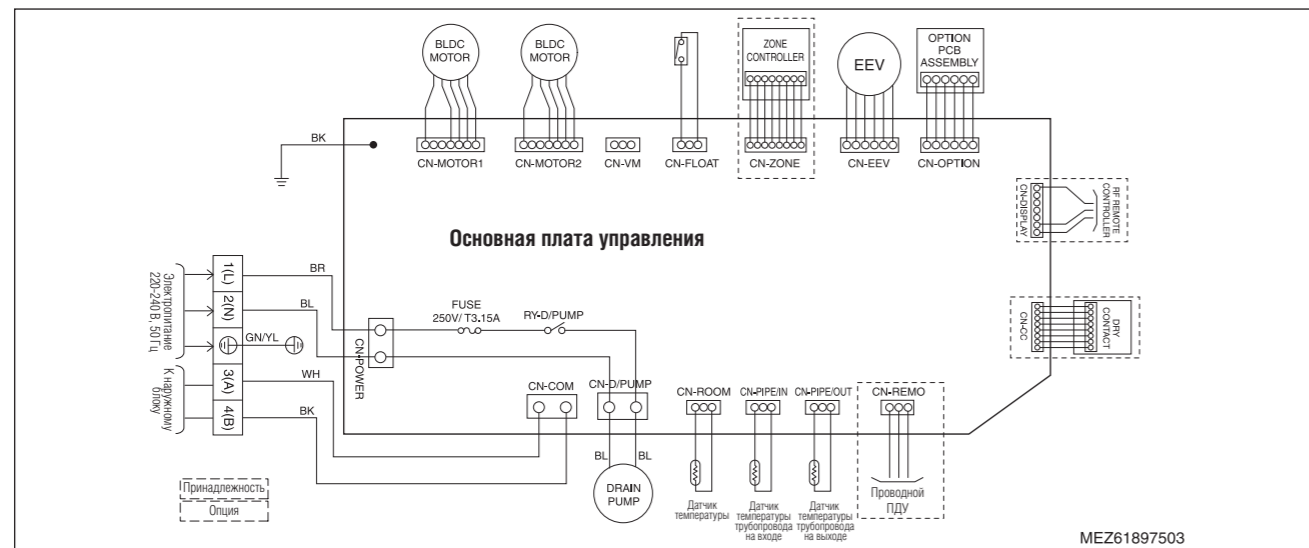 BLDC
MOTOR
BLDC
MOTOR
ZONE
CONTROLLER
EEV
OPTION
PCB
ASSEMBLY
BK
CN-MOTOR1
CN-MOTOR2
CN-VM
CN-FLOAT
CN-ZONE
CN-EEV
CN-OPTION
CN-DISPLAY
RF REMOTE
CONTROLLER
Основная плата управления
Электропитание
220-240 В, 50 Гц
1(L)
BR
2(N)
BL
GN/YL
К наружному
блоку
3(A)
WH
4(B)
BK
CN-POWER
FUSE
250V/ T3.15A
RY-D/PUMP
CN-CC
DRY
CONTACT
CN-COM
CN-D/PUMP
CN-ROOM
CN-PIPE/IN
CN-PIPE/OUT
CN-REMO
BL
BL
DRAIN
PUMP
Датчик
температуры
Датчик
температуры
трубопровода
на входе
Датчик
температуры
трубопровода
на выходе
Проводной
ПДУ
Принадлежность
Опция
MEZ61897503